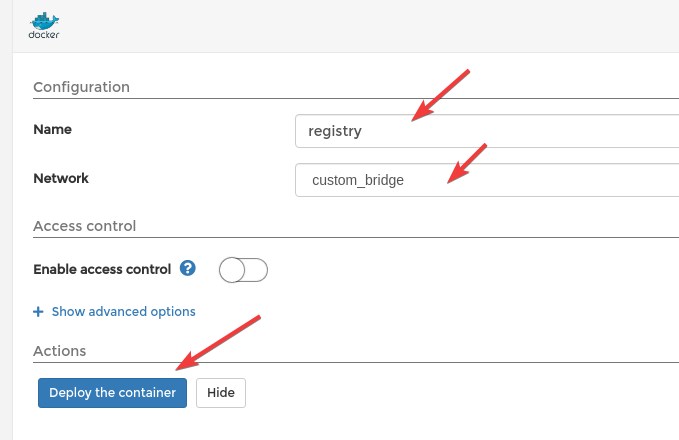 docker
Configuration
Name
registry
Network
custom_bridge
Access control
Enable access control ?
+ Show advanced options
Actions
Deploy the container Hide